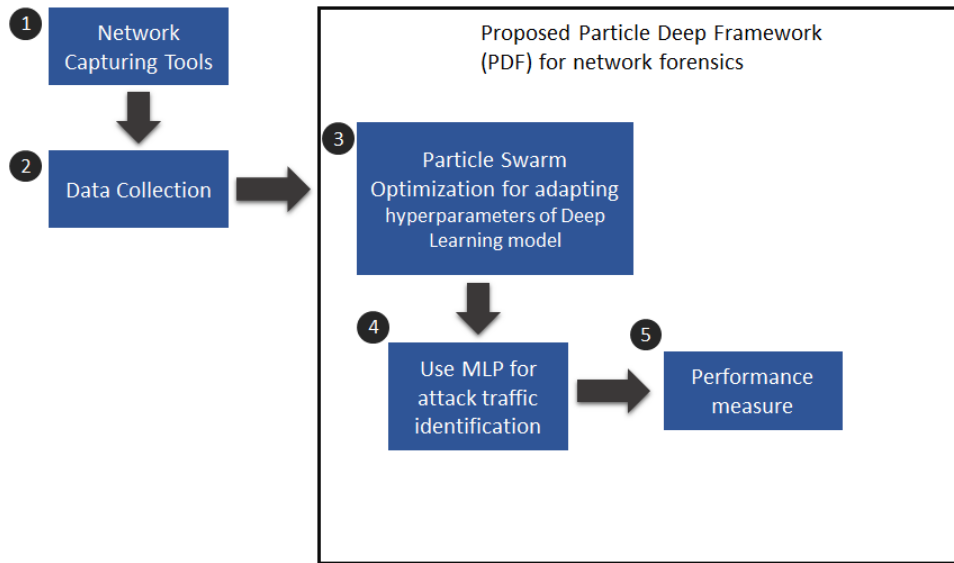 1
Network
Capturing Tools
2
Data Collection
Proposed Particle Deep Framework
(PDF) for network forensics
3
Particle Swarm
Optimization for adapting
hyperparameters of Deep
Learning model
4
Use MLP for
attack traffic
identification
5
Performance
measure